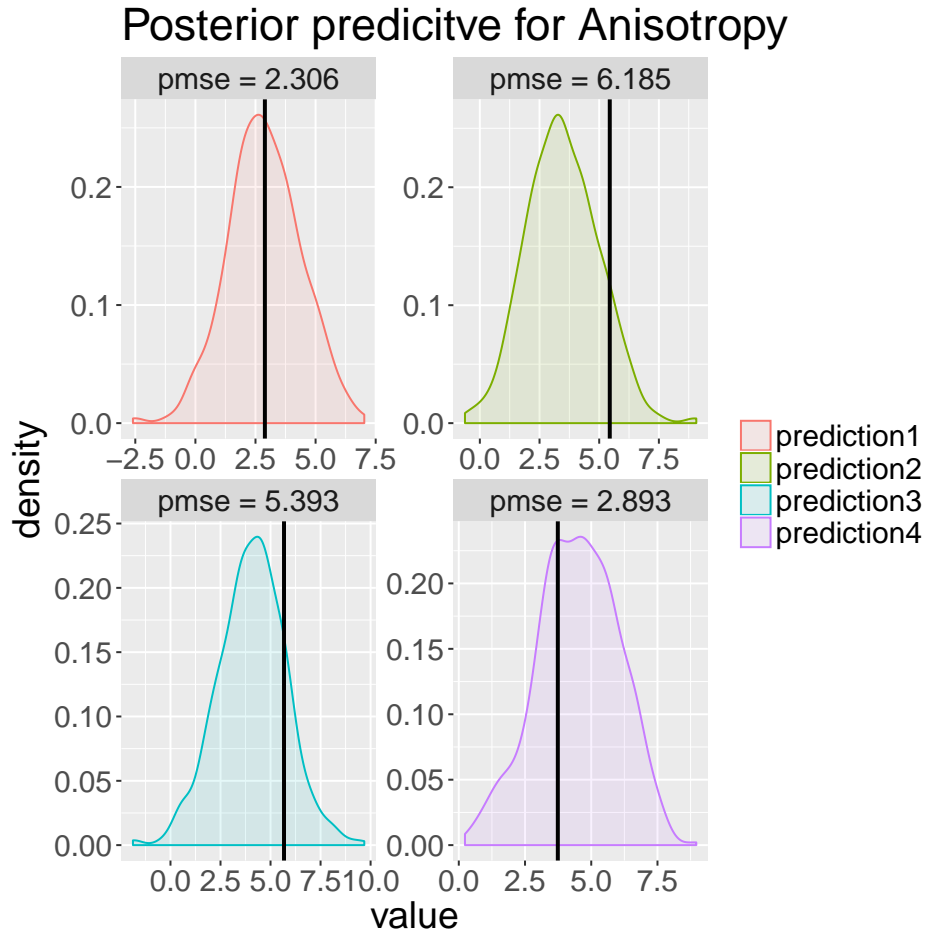 Posterior predicitve for Anisotropy
pmse = 2.306
pmse = 6.185
0.2
0.1
0.0
0.2
0.1
0.0
−2.5 0.0 2.5 5.0 7.5
0.0 2.5 5.0 7.5
pmse = 5.393
pmse = 2.893
0.25
0.20
0.15
0.10
0.05
0.00
0.20
0.15
0.10
0.05
0.00
0.0 2.5 5.0 7.5 10.0
0.0 2.5 5.0 7.5
density
value
prediction1
prediction2
prediction3
prediction4